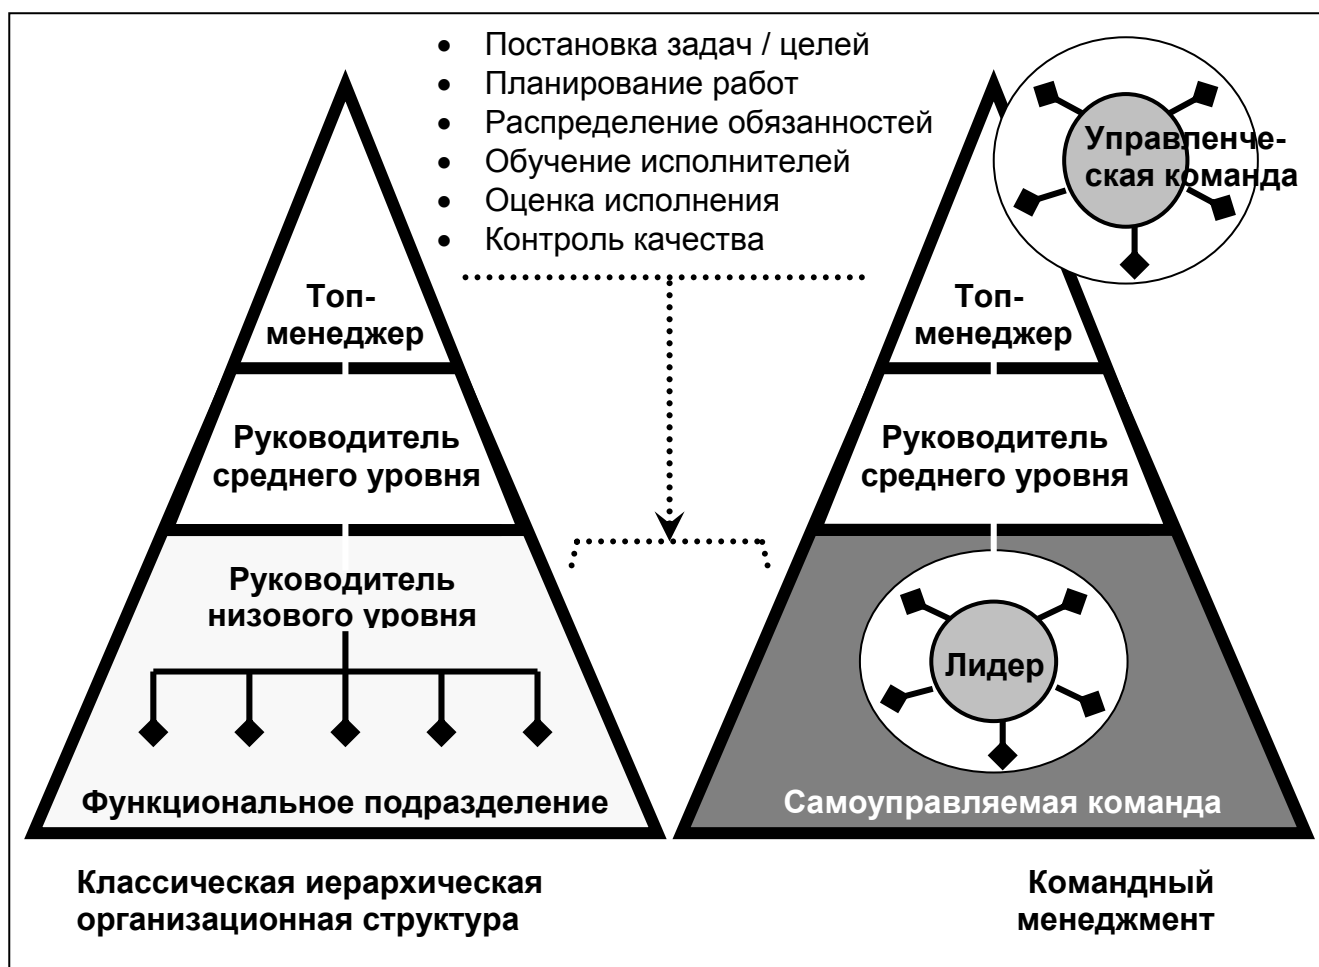 • Постановка задач / целей
• Планирование работ
• Распределение обязанностей
• Обучение исполнителей
• Оценка исполнения
• Контроль качества
Топ-
менеджер
Руководитель
среднего уровня
Руководитель
низового уровня
Функциональное подразделение
Классическая иерархическая
организационная структура
Управленче-
ская команда
Топ-
менеджер
Руководитель
среднего уровня
Лидер
Самоуправляемая команда
Командный
менеджмент